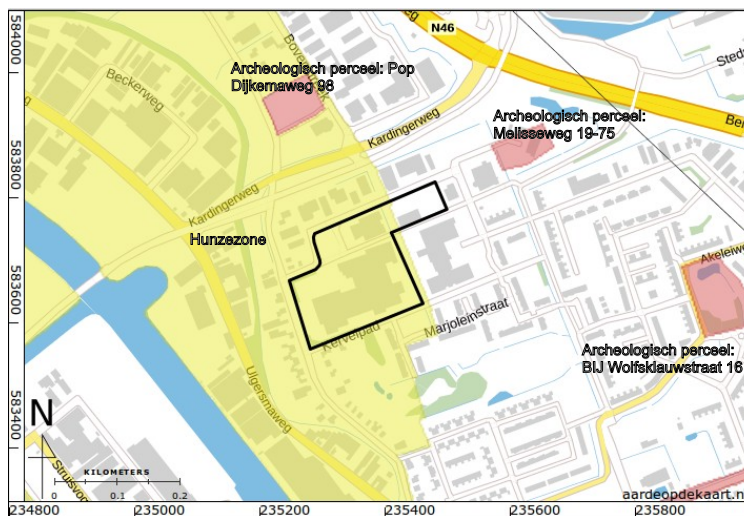 584000
583800
583600
583400
N46
Beckerweg
Archeologisch perceel: Pop
Dijkemaweg 98
Kardingerweg
Archeologisch perceel:
Melisseweg 19-75
Kardingerweg
Hunzezone
Akeleiwe
Marjoleinstraat
Kervelpad
Ulgersmaweg
Archeologisch perceel:
BIJ Wolfsklauwstraat 16
N
KILOMETERS
0 0.1 0.2
aardeopdekaart.n
234800 235000 235200 235400 235600 235800